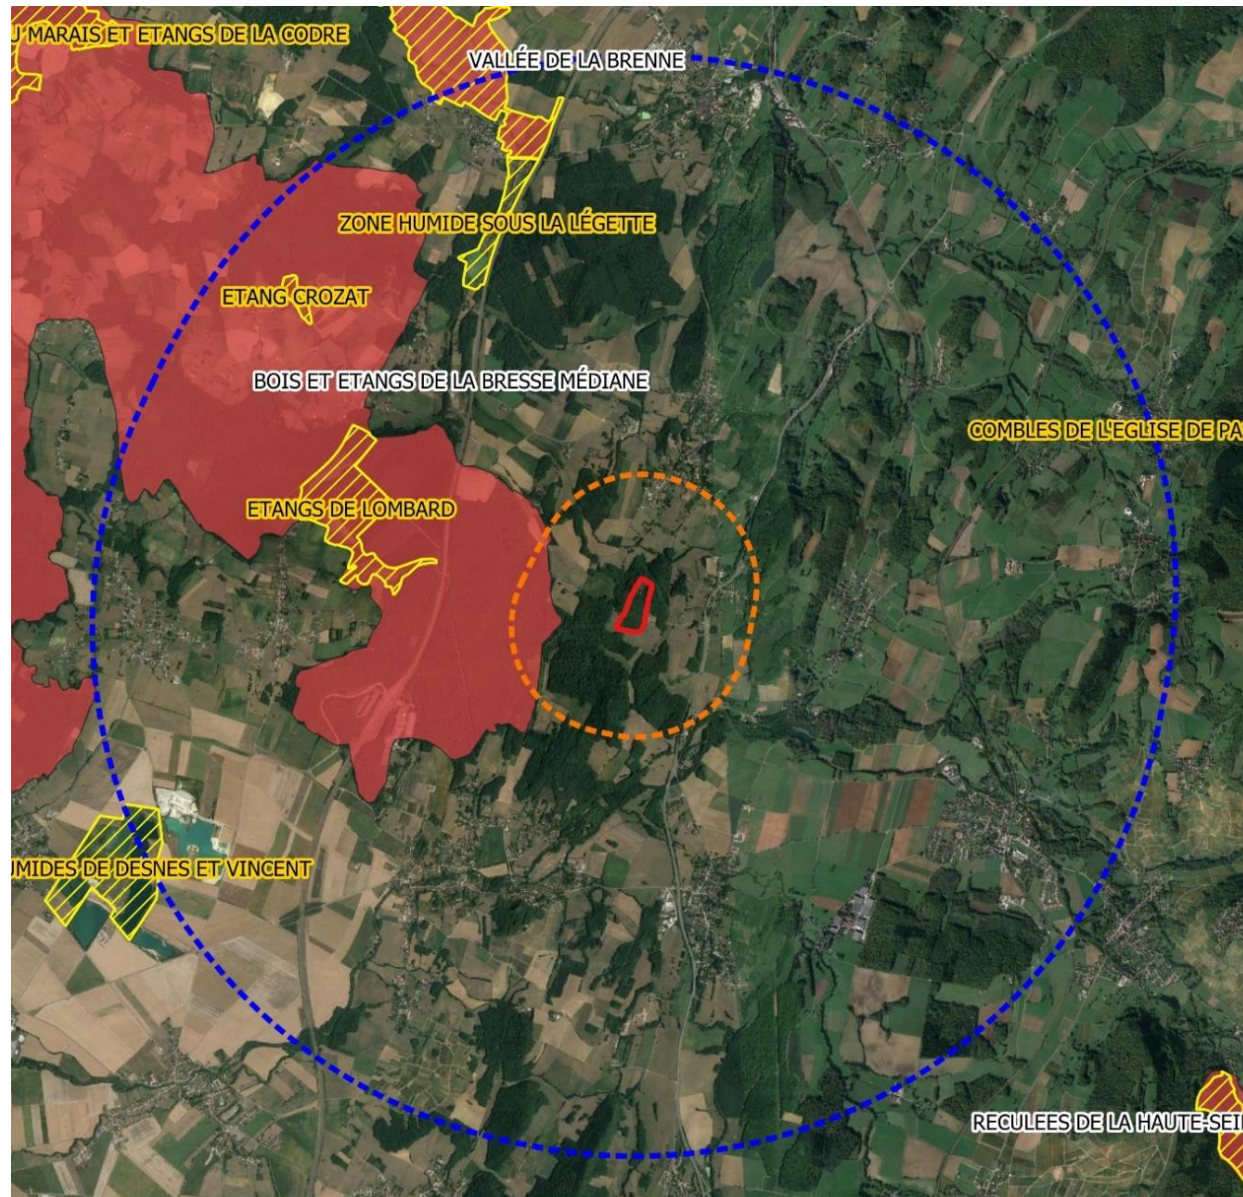 U MARAIS ET ETANGS DE LA CODRE
VALLÉE DE LA BRENNE
ZONE HUMIDE SOUS LA LÉGETTE
ETANG CROZAT
BOIS ET ETANGS DE LA BRESSE MÉDIANE
COMBLES DE L'EGLISE DE PA
ETANGS DE LOMBARD
UMIDES DE DESNES ET VINCENT
RECULEES DE LA HAUTE-SEI